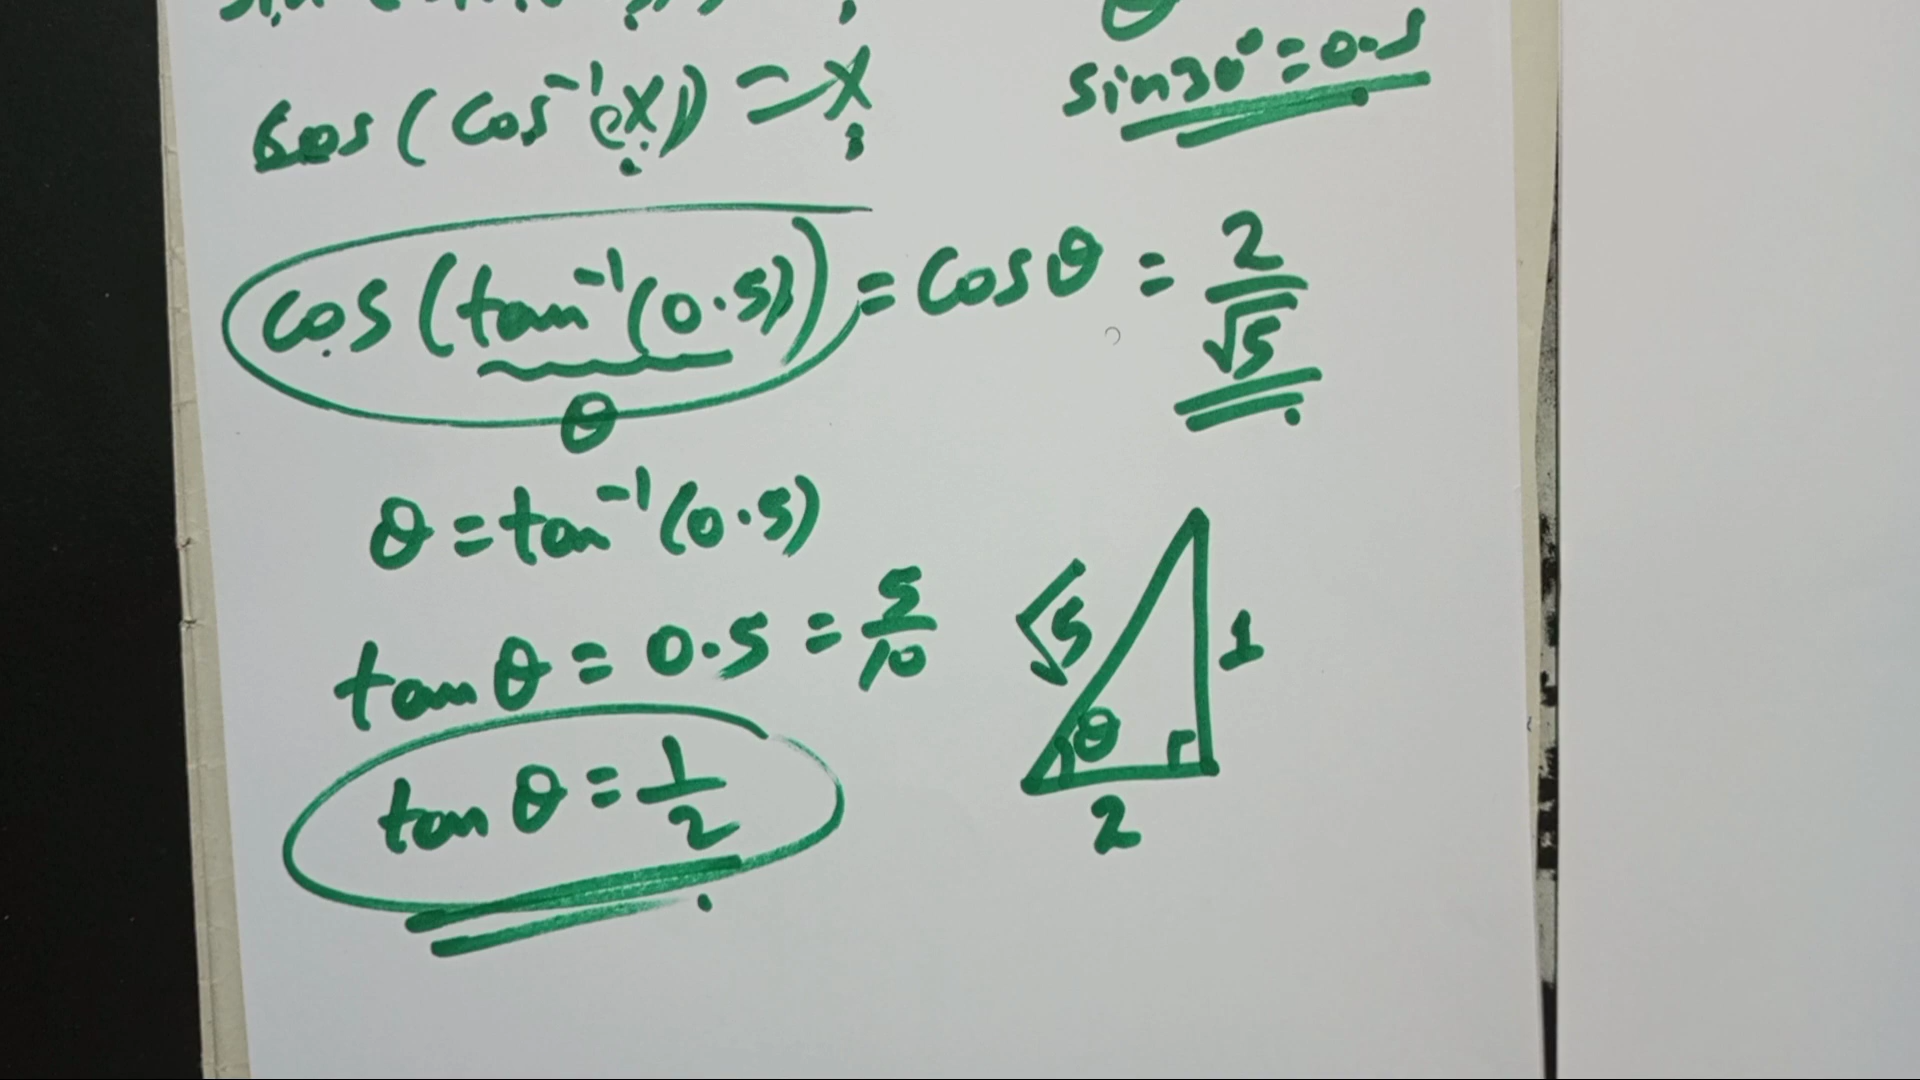 θ
sin30° = 0.5
cos(cos⁻¹(x)) = x
cos(tan⁻¹(0.5)) = cosθ = 2/√5
θ
θ = tan⁻¹(0.5)
tanθ = 0.5 = 5/10
tanθ = 1/2
√5
1
θ
2